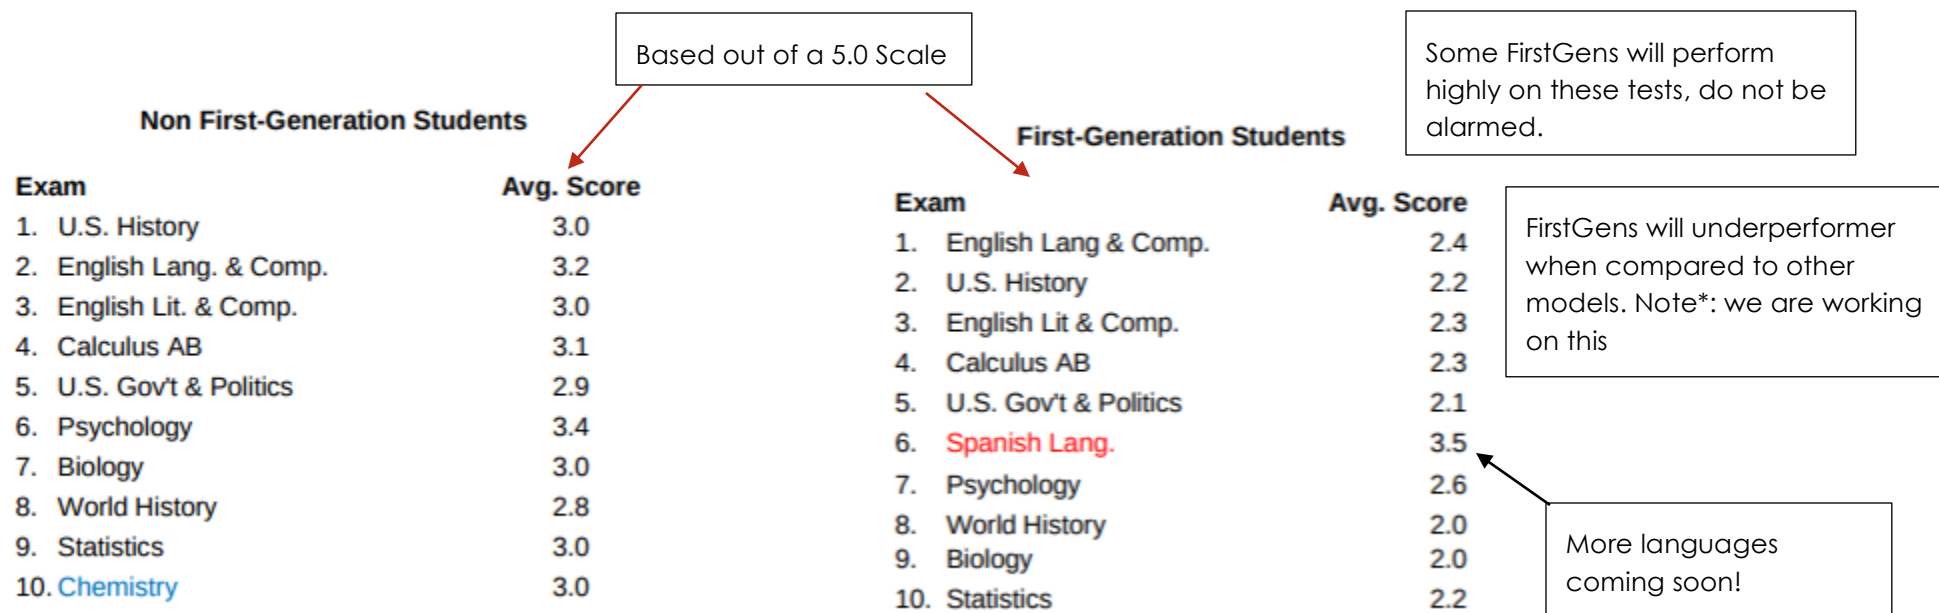 Based out of a 5.0 Scale
Some FirstGens will perform
highly on these tests, do not be
alarmed.
Non First-Generation Students
Exam Avg. Score
1. U.S. History 3.0
2. English Lang. & Comp. 3.2
3. English Lit. & Comp. 3.0
4. Calculus AB 3.1
5. U.S. Gov't & Politics 2.9
6. Psychology 3.4
7. Biology 3.0
8. World History 2.8
9. Statistics 3.0
10. Chemistry 3.0
First-Generation Students
Exam Avg. Score
1. English Lang & Comp. 2.4
2. U.S. History 2.2
3. English Lit & Comp. 2.3
4. Calculus AB 2.3
5. U.S. Gov't & Politics 2.1
6. Spanish Lang. 3.5
7. Psychology 2.6
8. World History 2.0
9. Biology 2.0
10. Statistics 2.2
FirstGens will underperformer
when compared to other
models. Note*: we are working
on this
More languages
coming soon!